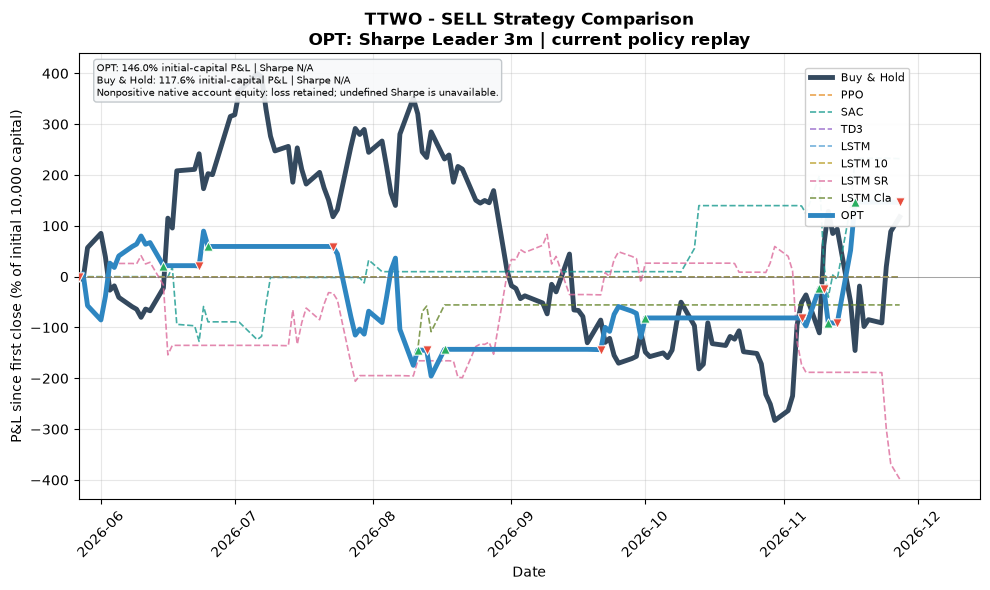 TTWO - SELL Strategy Comparison
OPT: Sharpe Leader 3m | current policy replay
OPT: 146.0% initial-capital P&L | Sharpe N/A
Buy & Hold: 117.6% initial-capital P&L | Sharpe N/A
Nonpositive native account equity: loss retained; undefined Sharpe is unavailable.
Buy & Hold
PPO
SAC
TD3
LSTM
LSTM 10
LSTM SR
LSTM Cla
OPT
P&L since first close (% of initial 10,000 capital)
400
300
200
100
0
−100
−200
−300
−400
2026-06
2026-07
2026-08
2026-09
2026-10
2026-11
2026-12
Date